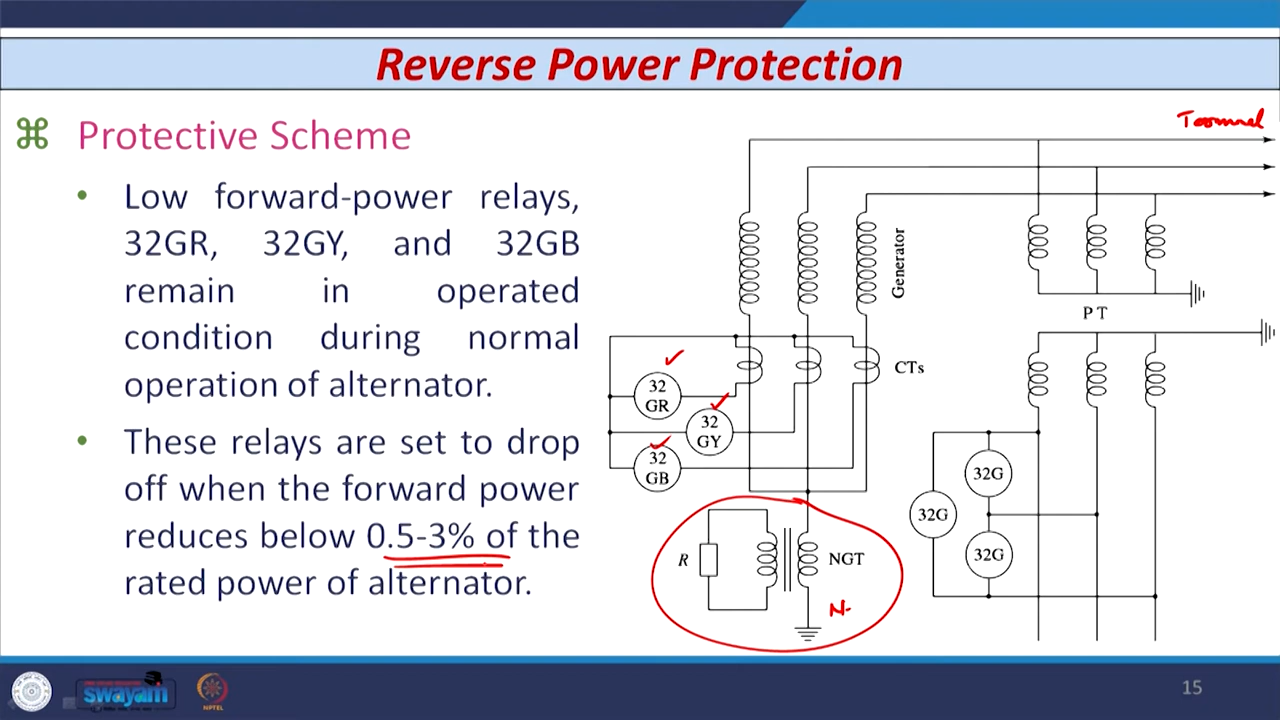 Reverse Power Protection
⌘ Protective Scheme
• Low forward-power relays,
32GR, 32GY, and 32GB
remain in operated
condition during normal
operation of alternator.
• These relays are set to drop
off when the forward power
reduces below 0.5-3% of the
rated power of alternator.
Generator
P T
CTs
32
GR
32
GY
32
GB
32G
32G
32G
R
NGT
N-
swayam
NPTEL
15